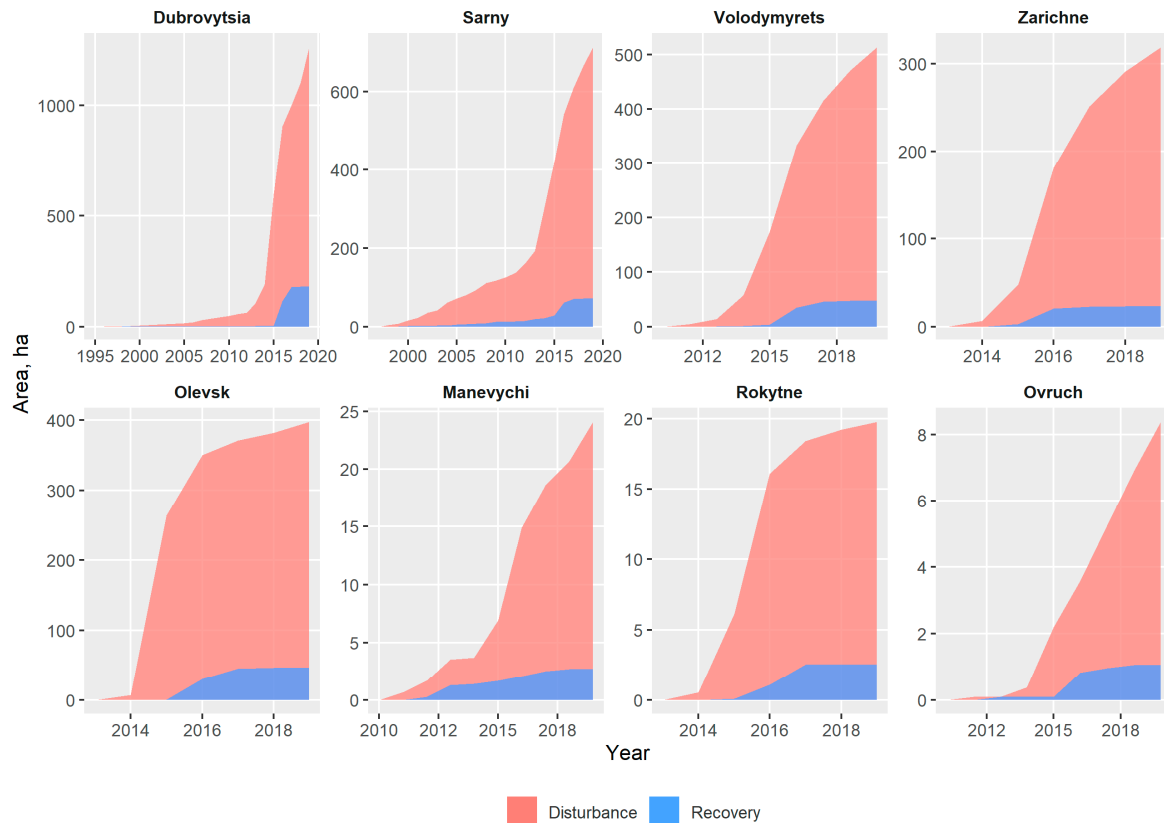 Dubrovytsia Sarny Volodymyrets Zarichne
1000
500
0
1995 2000 2005 2010 2015 2020
600
400
200
0
2000 2005 2010 2015 2020
500
400
300
200
100
0
2012 2015 2018
300
200
100
0
2014 2016 2018
Area, ha
Olevsk Manevychi Rokytne Ovruch
400
300
200
100
0
2014 2016 2018
25
20
15
10
5
0
2010 2012 2015 2018
20
15
10
5
0
2014 2016 2018
8
6
4
2
0
2012 2015 2018
Year
Disturbance Recovery